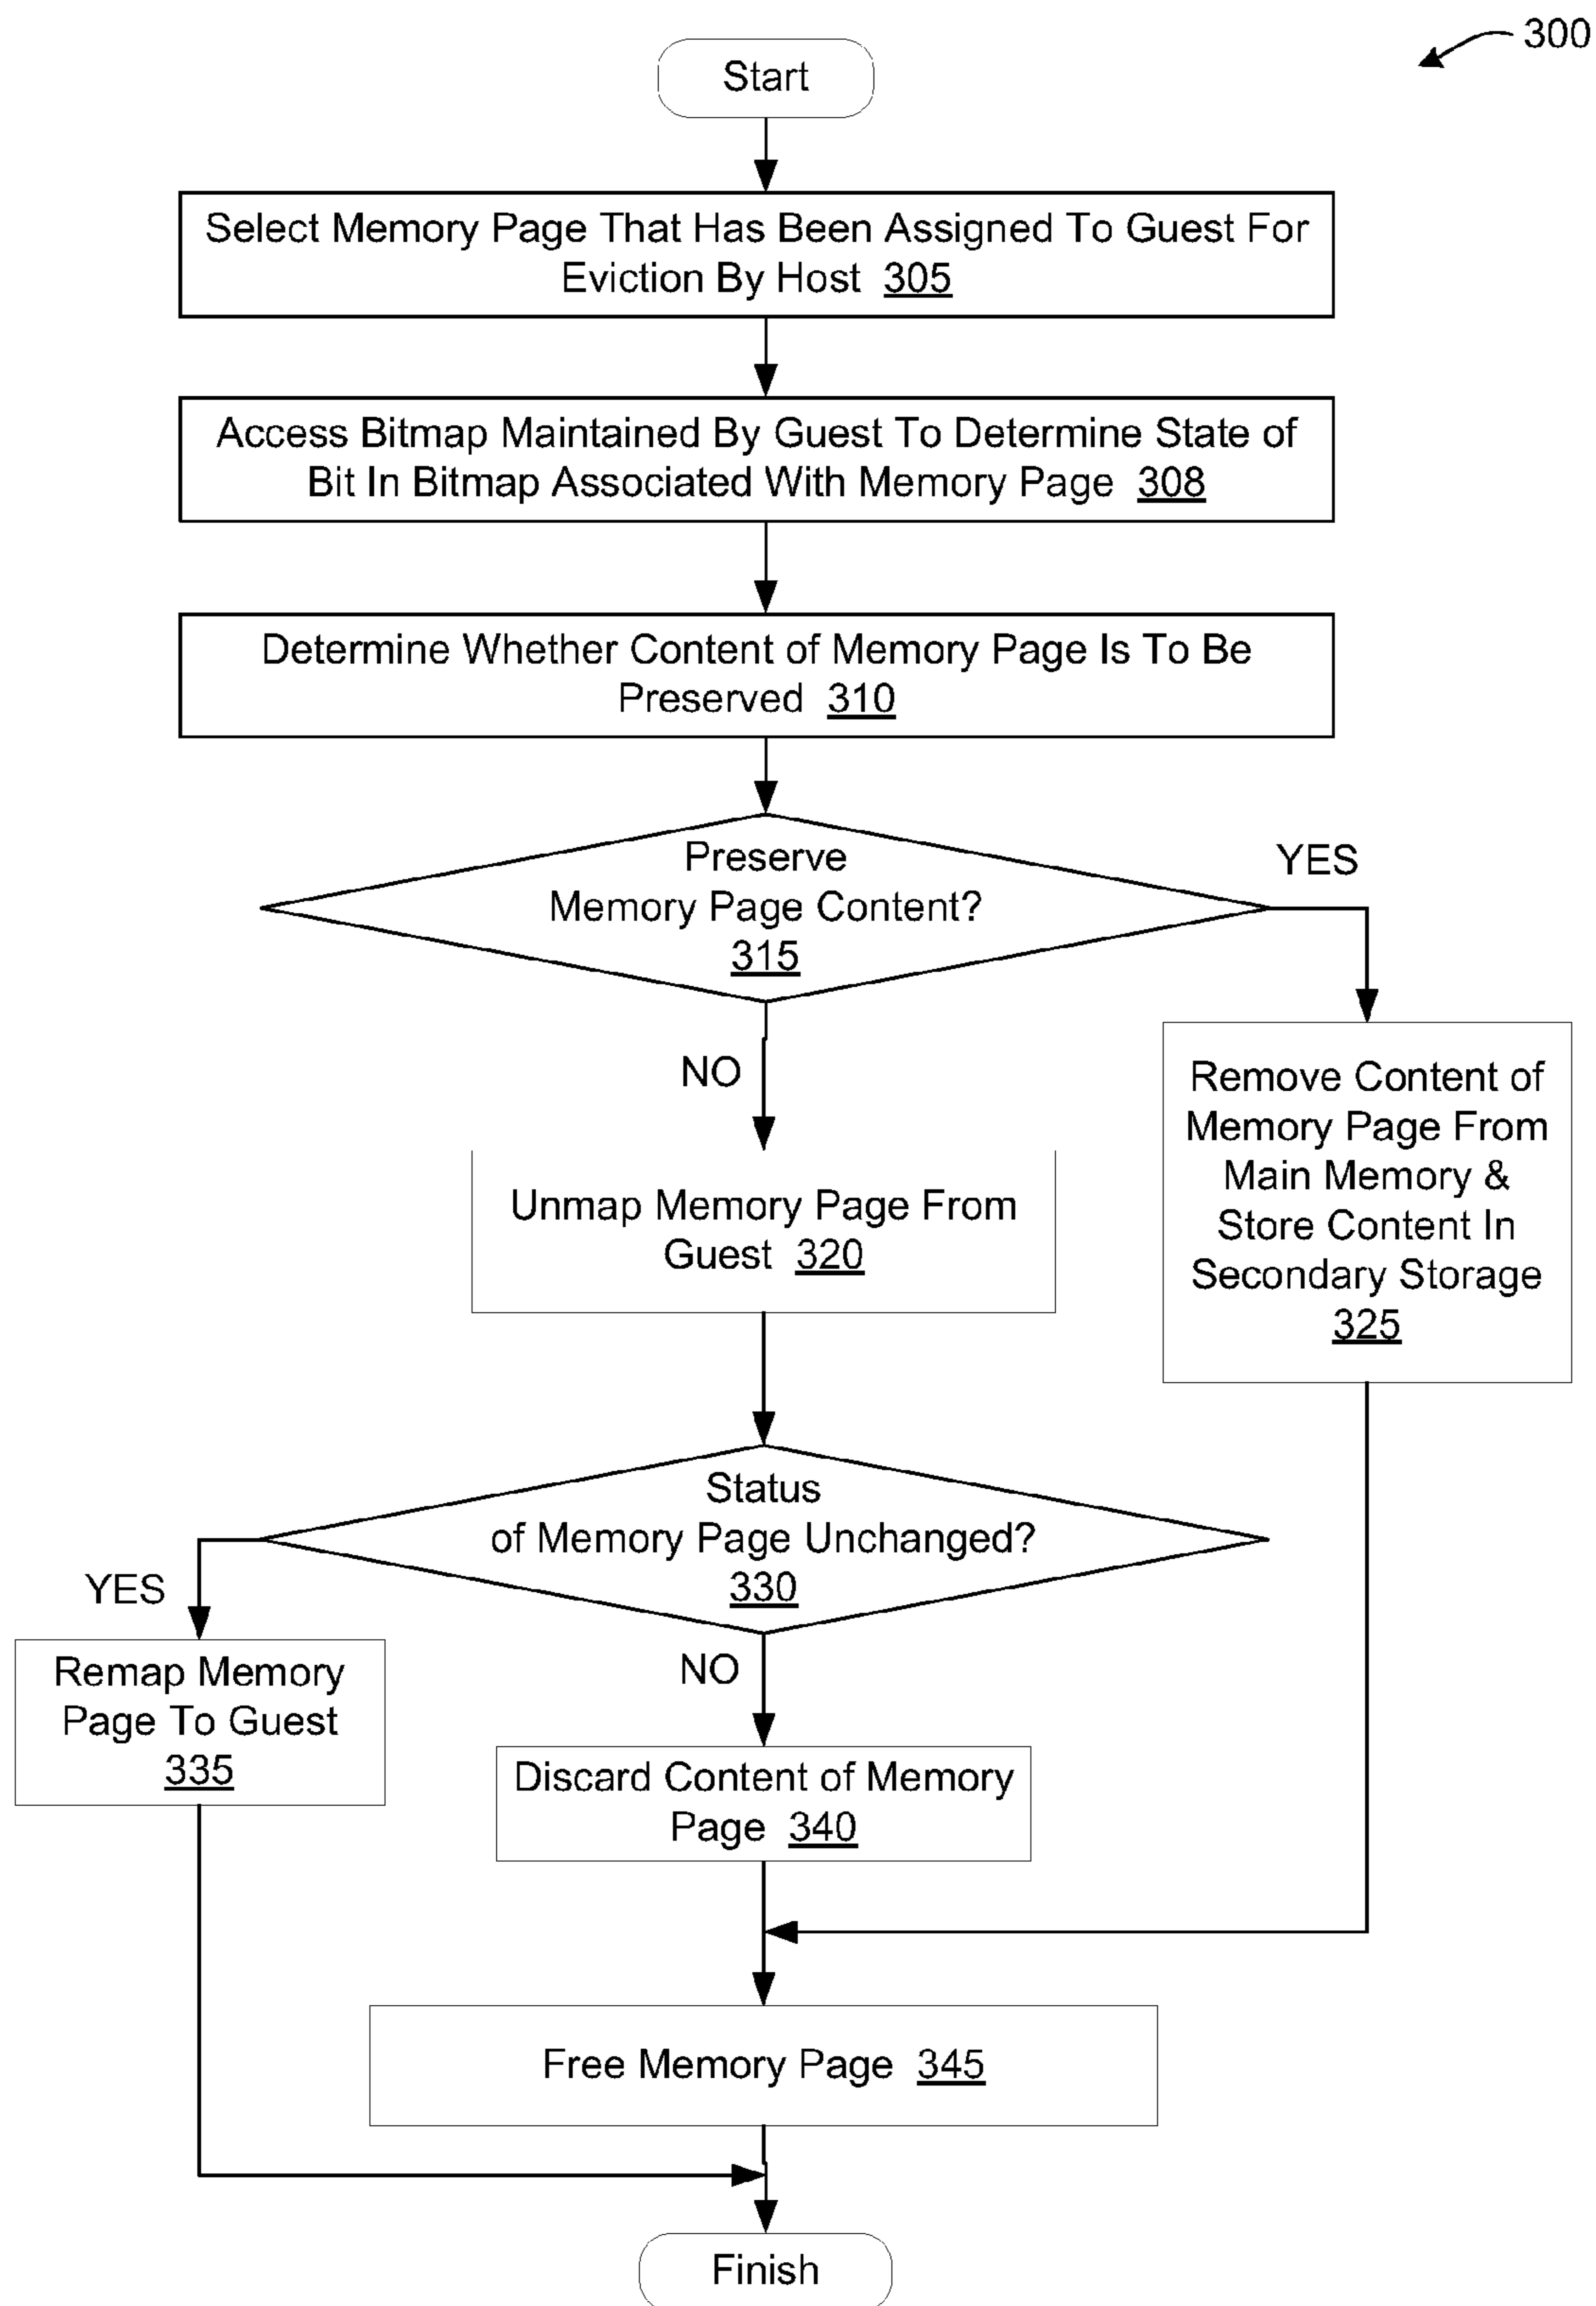 300
Start
Select Memory Page That Has Been Assigned To Guest For
Eviction By Host 305
Access Bitmap Maintained By Guest To Determine State of
Bit In Bitmap Associated With Memory Page 308
Determine Whether Content of Memory Page Is To Be
Preserved 310
Preserve
Memory Page Content?
315
YES
NO
Remove Content of
Memory Page From
Main Memory &
Store Content In
Secondary Storage
325
Unmap Memory Page From
Guest 320
Status
of Memory Page Unchanged?
330
YES
NO
Remap Memory
Page To Guest
335
Discard Content of Memory
Page 340
Free Memory Page 345
Finish